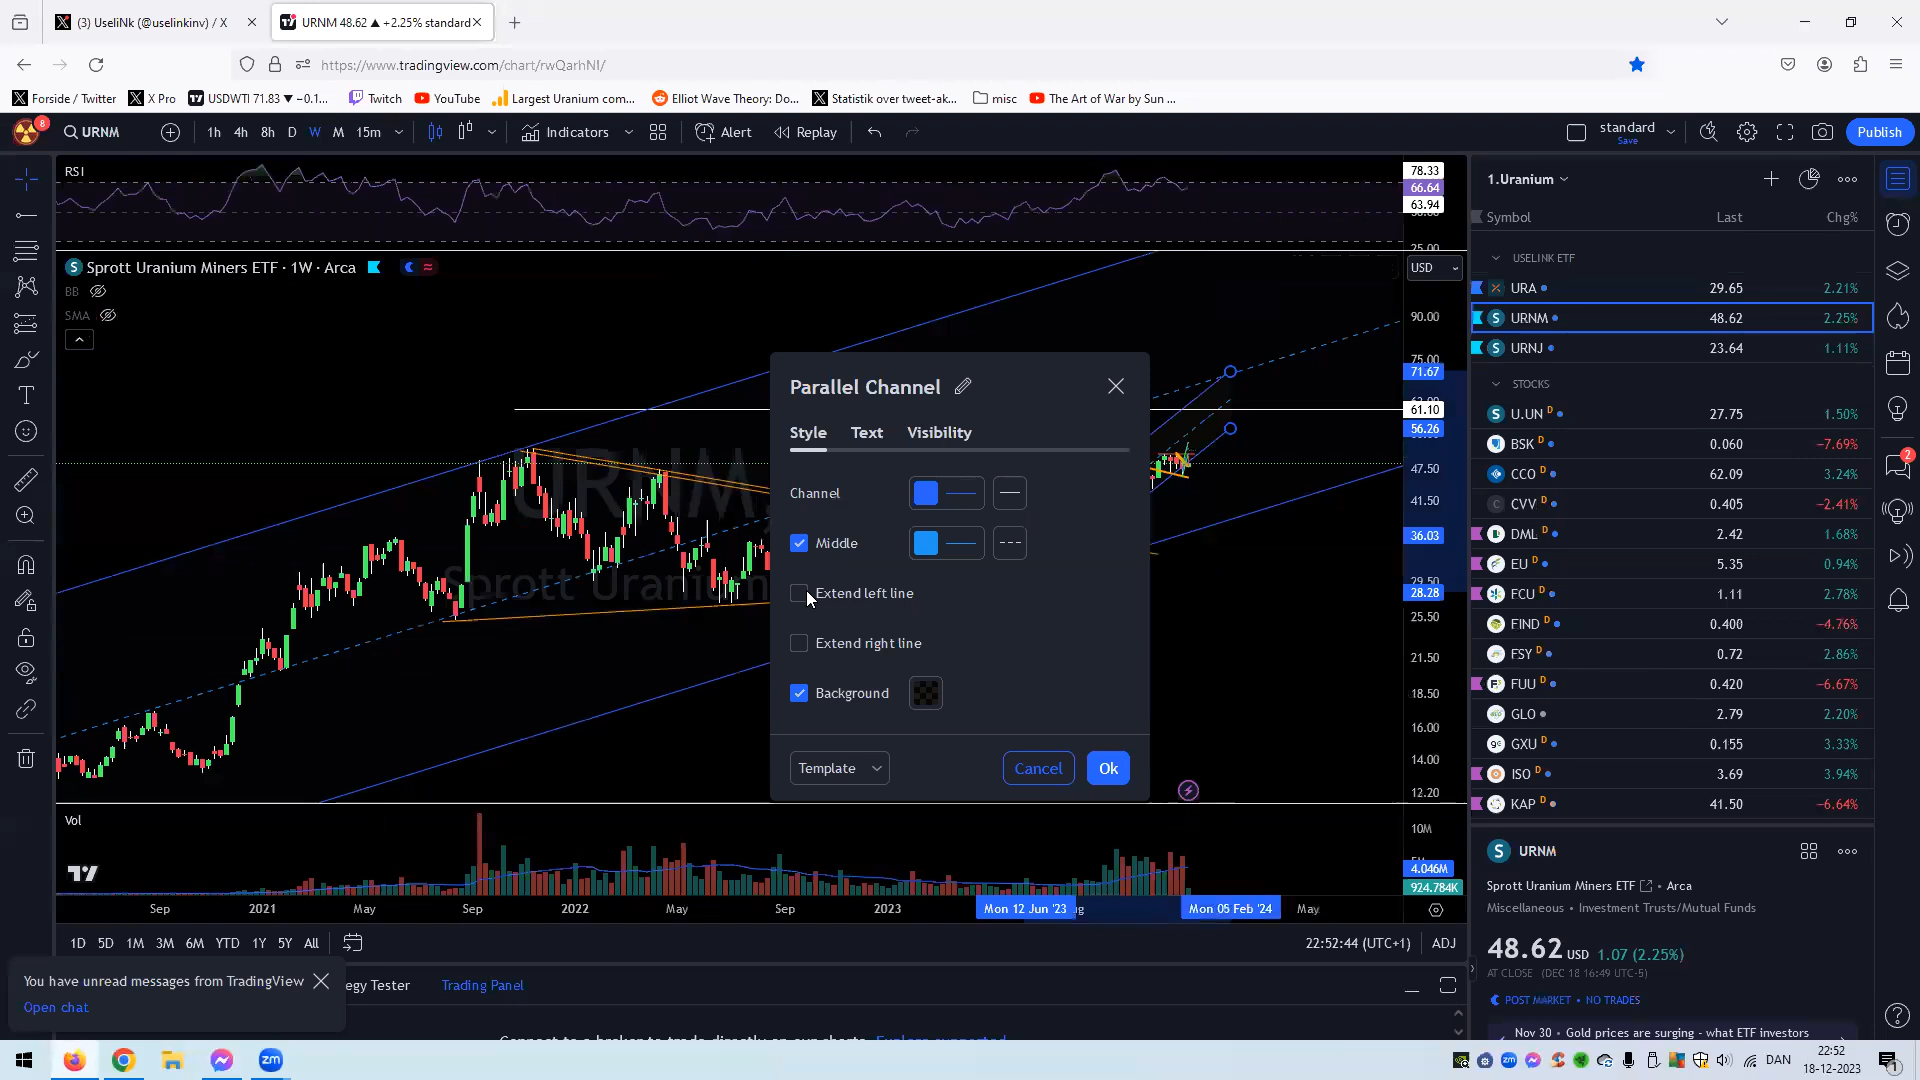 (3) UseliNk (@uselinkinv) / X
URNM 48.62 ▲ +2.25% standard
https://www.tradingview.com/chart/rwQarhNI/
Forside / Twitter
X Pro
USDWTI 71.83 ▼ −0.1...
Twitch
YouTube
Largest Uranium com...
Elliot Wave Theory: Do...
Statistik over tweet-ak...
misc
The Art of War by Sun ...
8
URNM
1h 4h 8h D W M 15m
Indicators
Alert
Replay
standard
Save
Publish
RSI
78.33
66.64
63.94
25.00
Sprott Uranium Miners ETF · 1W · Arca
BB
SMA
USD
90.00
75.00
71.67
61.10
56.26
47.50
41.50
36.03
29.50
28.28
25.50
21.50
18.50
16.00
14.00
12.20
Parallel Channel
Style
Text
Visibility
Channel
Middle
Extend left line
Extend right line
Background
Template
Cancel
Ok
URNM
Sprott Uranium
Vol
10M
4.046M
924.784K
Sep 2021 May Sep 2022 May Sep 2023 Mon 12 Jun '23 Mon 05 Feb '24 May
1D 5D 1M 3M 6M YTD 1Y 5Y All
22:52:44 (UTC+1)
ADJ
You have unread messages from TradingView
Open chat
egy Tester
Trading Panel
1.Uranium
Symbol Last Chg%
USELINK ETF
URA 29.65 2.21%
URNM 48.62 2.25%
URNJ 23.64 1.11%
STOCKS
U.UN D 27.75 1.50%
BSK D 0.060 −7.69%
CCO D 62.09 3.24%
CVV D 0.405 −2.41%
DML D 2.42 1.68%
EU D 5.35 0.94%
FCU D 1.11 2.78%
FIND D 0.400 −4.76%
FSY D 0.72 2.86%
FUU D 0.420 −6.67%
GLO 2.79 2.20%
GXU D 0.155 3.33%
ISO D 3.69 3.94%
KAP D 41.50 −6.64%
2
URNM
Sprott Uranium Miners ETF • Arca
Miscellaneous • Investment Trusts/Mutual Funds
48.62 USD 1.07 (2.25%)
AT CLOSE (DEC 18 16:49 UTC-5)
POST MARKET • NO TRADES
Nov 30 • Gold prices are surging - what ETF investors
DAN
22:52
18-12-2023
1